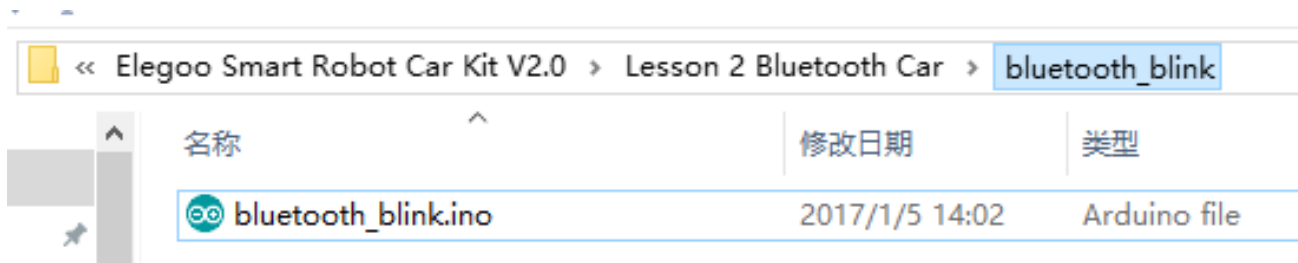 « Elegoo Smart Robot Car Kit V2.0 › Lesson 2 Bluetooth Car › bluetooth_blink
名称 修改日期 类型
bluetooth_blink.ino 2017/1/5 14:02 Arduino file